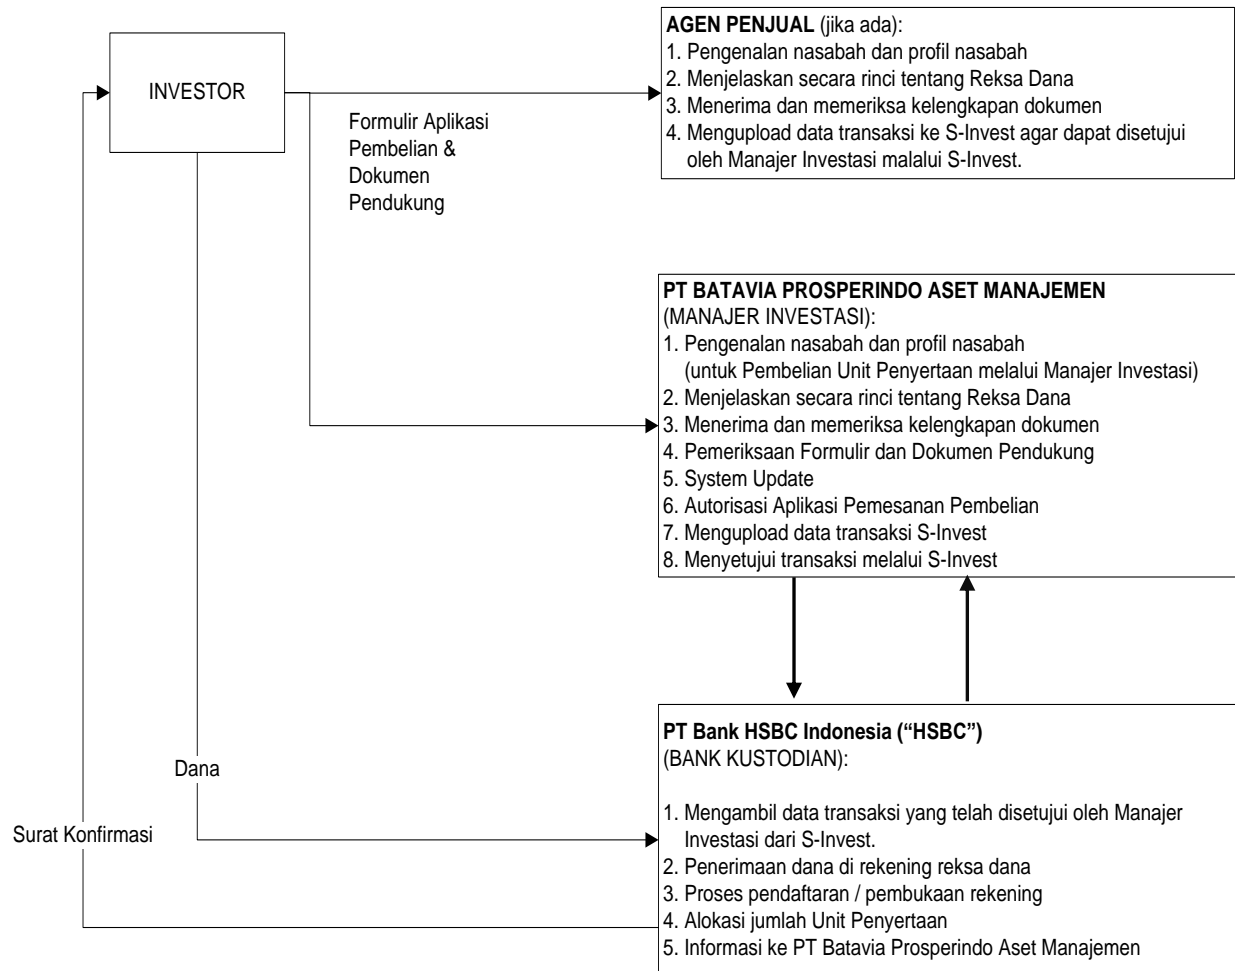 AGEN PENJUAL (jika ada):
1. Pengenalan nasabah dan profil nasabah
2. Menjelaskan secara rinci tentang Reksa Dana
3. Menerima dan memeriksa kelengkapan dokumen
4. Mengupload data transaksi ke S-Invest agar dapat disetujui
oleh Manajer Investasi malalui S-Invest.
INVESTOR
Formulir Aplikasi
Pembelian &
Dokumen
Pendukung
PT BATAVIA PROSPERINDO ASET MANAJEMEN
(MANAJER INVESTASI):
1. Pengenalan nasabah dan profil nasabah
(untuk Pembelian Unit Penyertaan melalui Manajer Investasi)
2. Menjelaskan secara rinci tentang Reksa Dana
3. Menerima dan memeriksa kelengkapan dokumen
4. Pemeriksaan Formulir dan Dokumen Pendukung
5. System Update
6. Autorisasi Aplikasi Pemesanan Pembelian
7. Mengupload data transaksi S-Invest
8. Menyetujui transaksi melalui S-Invest
Dana
Surat Konfirmasi
PT Bank HSBC Indonesia (“HSBC”)
(BANK KUSTODIAN):
1. Mengambil data transaksi yang telah disetujui oleh Manajer
Investasi dari S-Invest.
2. Penerimaan dana di rekening reksa dana
3. Proses pendaftaran / pembukaan rekening
4. Alokasi jumlah Unit Penyertaan
5. Informasi ke PT Batavia Prosperindo Aset Manajemen